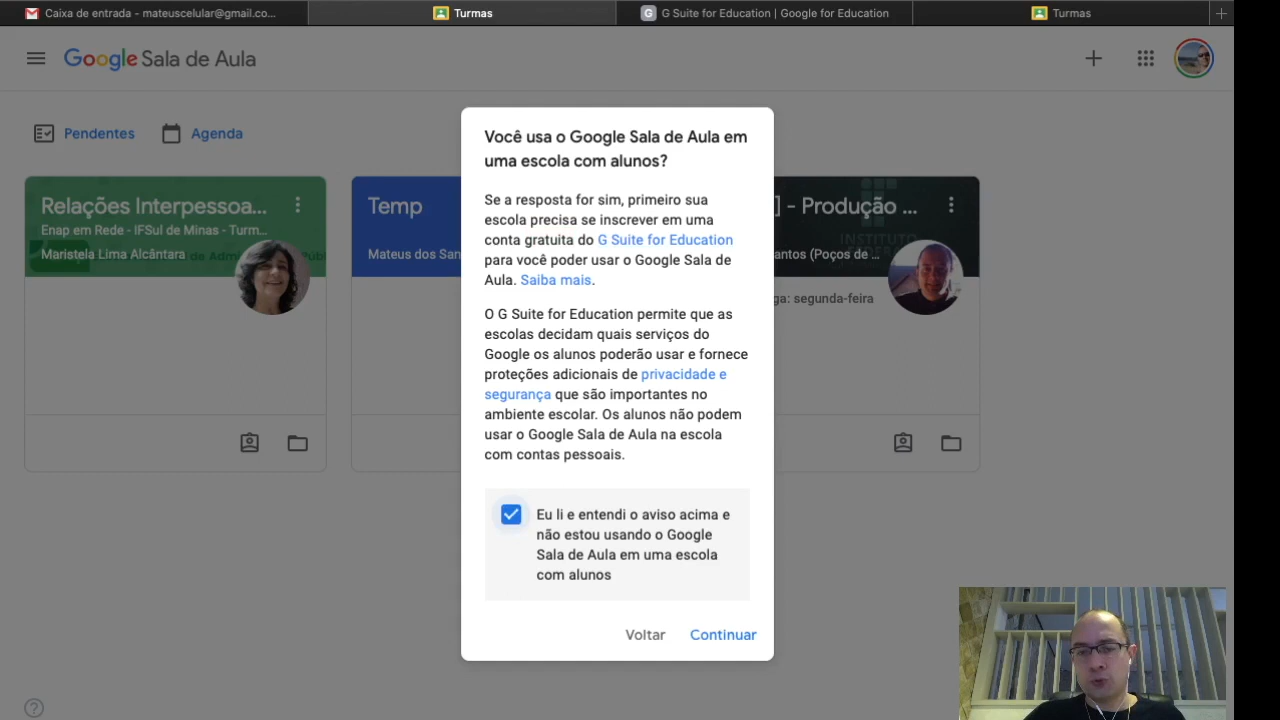 Caixa de entrada - mateuscelular@gmail.co...
Turmas
G Suite for Education | Google for Education
Turmas
Google Sala de Aula
Pendentes
Agenda
Relações Interpessoa...
Enap em Rede - IFSul de Minas - Turm...
Maristela Lima Alcântara
Temp
Mateus dos San
] - Produção ...
antos (Poços de ...
ga: segunda-feira
Você usa o Google Sala de Aula em
uma escola com alunos?
Se a resposta for sim, primeiro sua
escola precisa se inscrever em uma
conta gratuita do G Suite for Education
para você poder usar o Google Sala de
Aula. Saiba mais.
O G Suite for Education permite que as
escolas decidam quais serviços do
Google os alunos poderão usar e fornece
proteções adicionais de privacidade e
segurança que são importantes no
ambiente escolar. Os alunos não podem
usar o Google Sala de Aula na escola
com contas pessoais.
Eu li e entendi o aviso acima e
não estou usando o Google
Sala de Aula em uma escola
com alunos
Voltar
Continuar